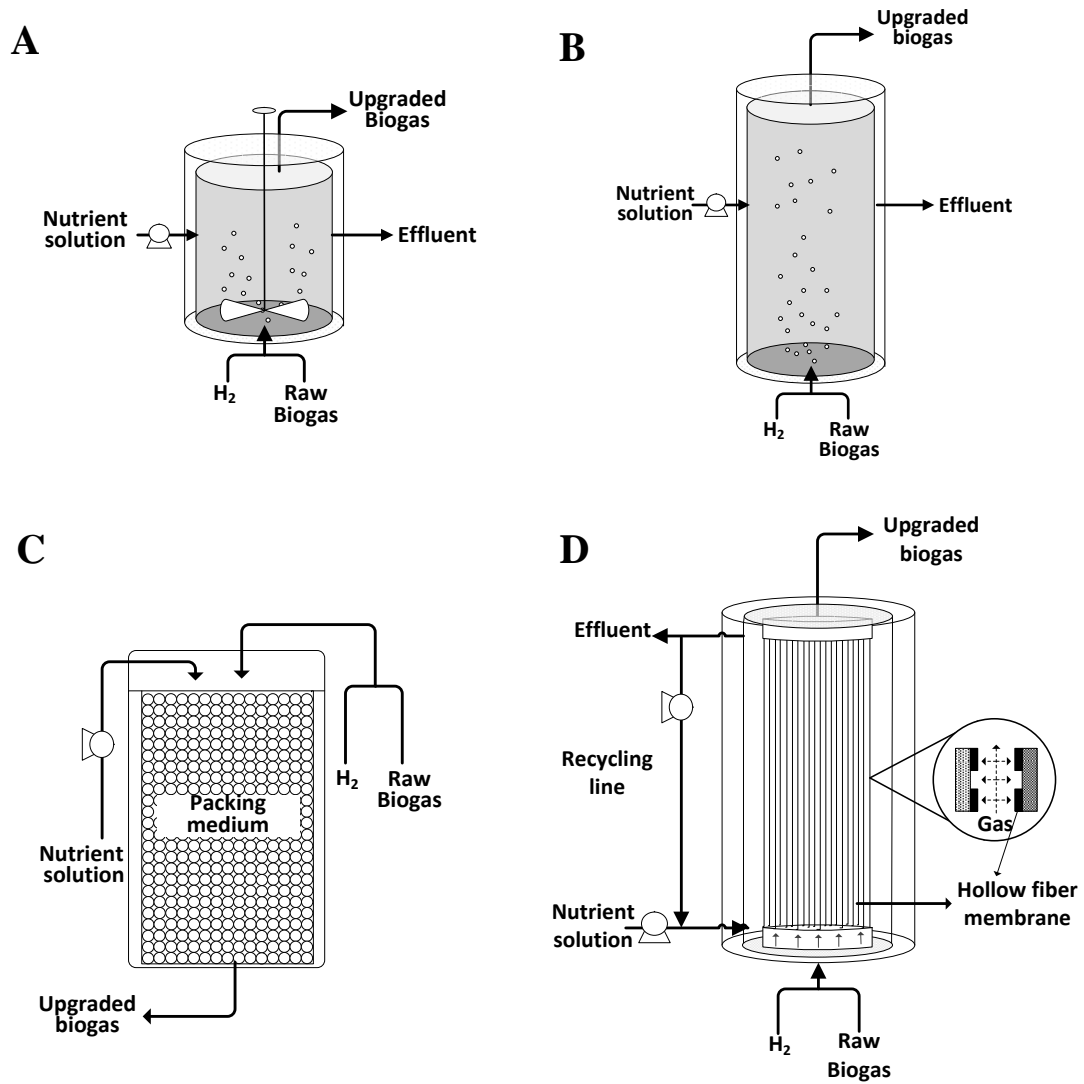 A
Upgraded
Biogas
Nutrient
solution
Effluent
H₂
Raw
Biogas
B
Upgraded
biogas
Nutrient
solution
Effluent
H₂
Raw
Biogas
C
Packing
medium
H₂
Raw
Biogas
Nutrient
solution
Upgraded
biogas
D
Upgraded
biogas
Effluent
Recycling
line
Gas
Hollow fiber
membrane
Nutrient
solution
H₂
Raw
Biogas